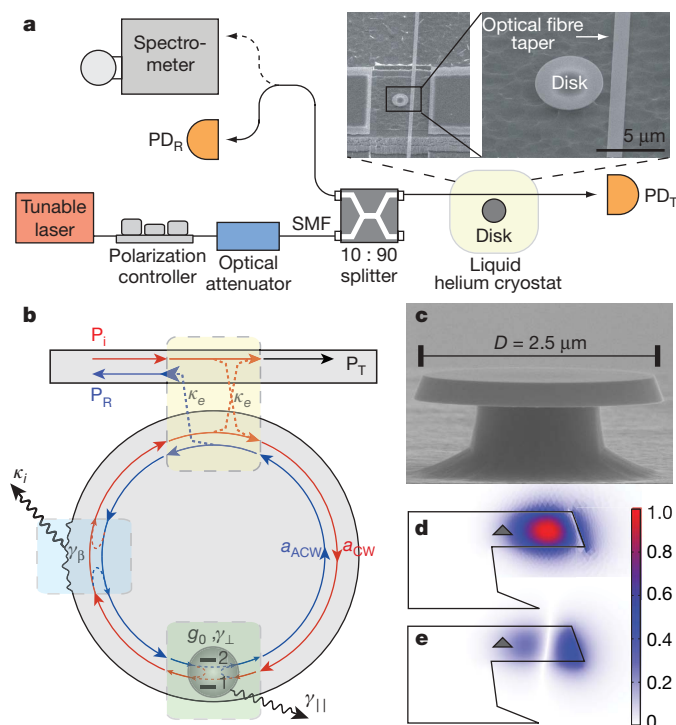 a
Spectro-
meter
PD_R
Tunable
laser
Polarization
controller
Optical
attenuator
SMF
10 : 90
splitter
Disk
Liquid
helium cryostat
PD_T
Optical fibre
taper
Disk
5 μm
b
P_i
P_R
P_T
κ_e
κ_e
κ_i
γ_β
a_ACW
a_CW
g_0 ,γ_⊥
2
1
γ_||
c
D = 2.5 μm
d
e
1.0
0.8
0.6
0.4
0.2
0